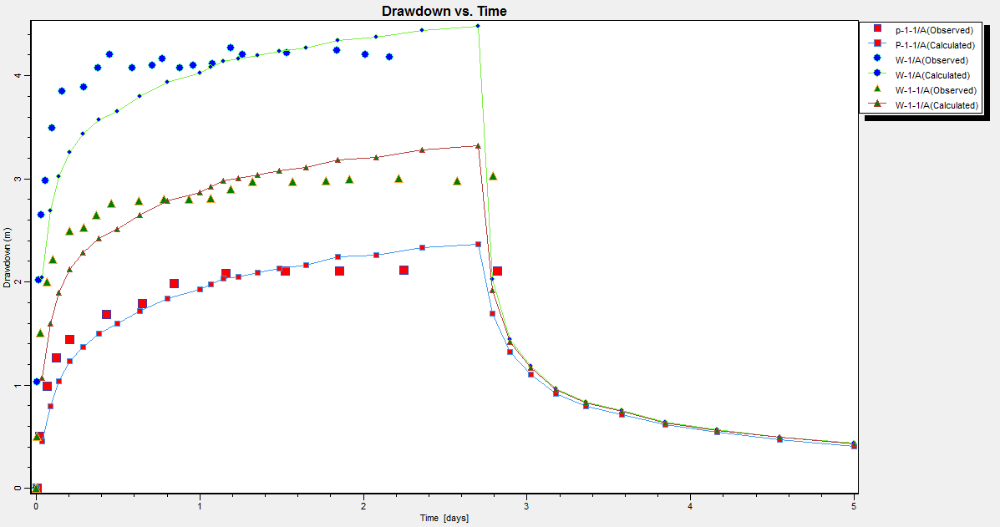 Drawdown vs. Time
p-1-1/A(Observed)
P-1-1/A(Calculated)
W-1/A(Observed)
W-1/A(Calculated)
W-1-1/A(Observed)
W-1-1/A(Calculated)
4
3
2
1
0
Drawdown (m)
0 1 2 3 4 5
Time [days]